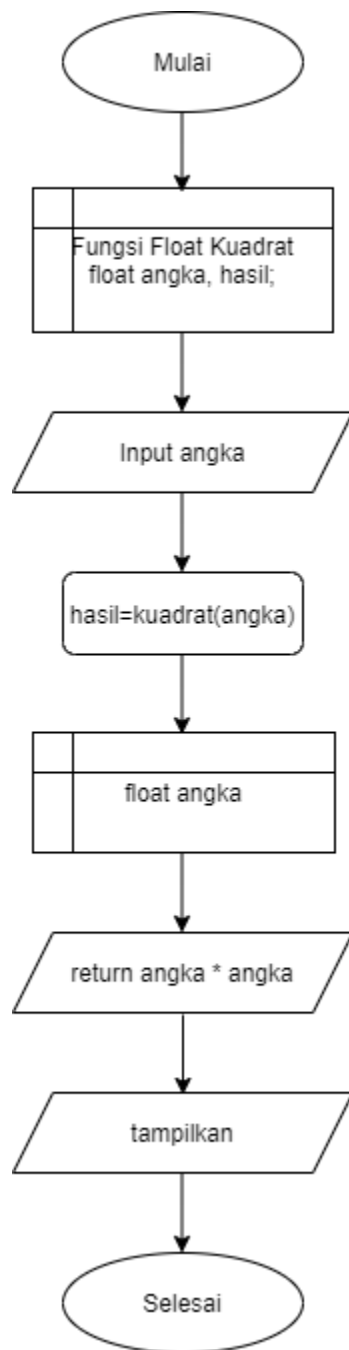 Mulai
Fungsi Float Kuadrat
float angka, hasil;
Input angka
hasil=kuadrat(angka)
float angka
return angka * angka
tampilkan
Selesai